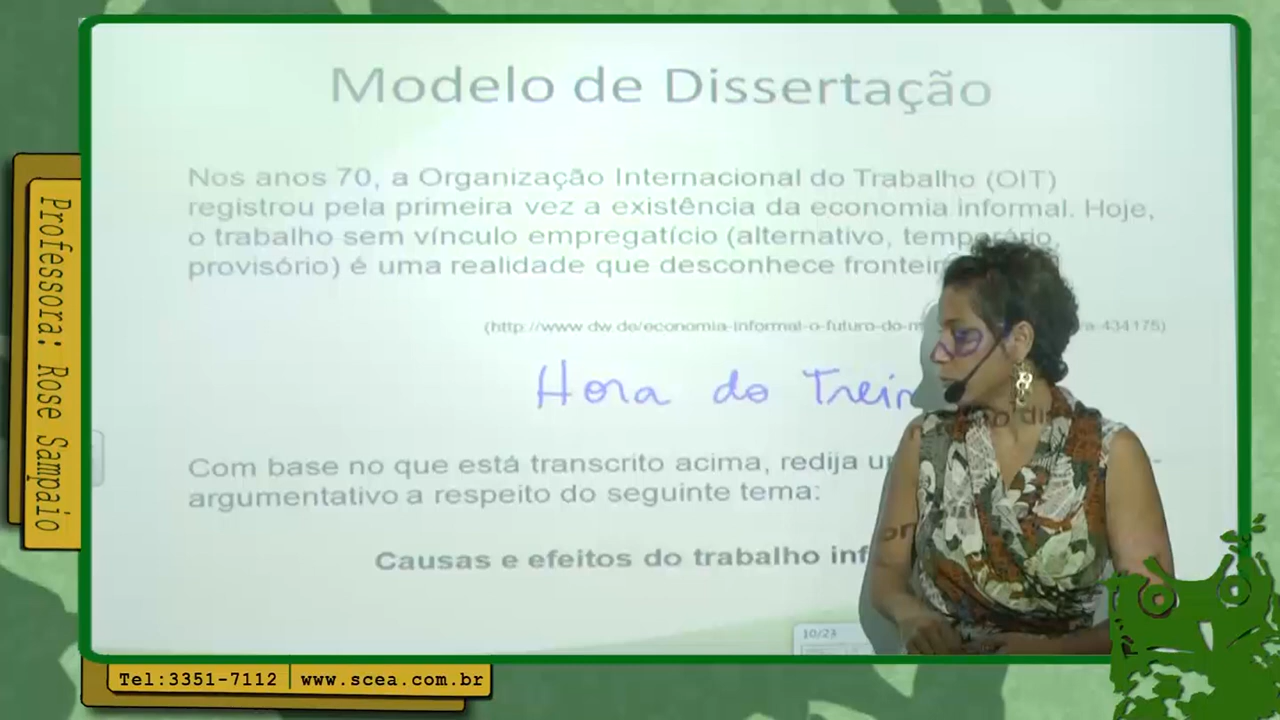 Modelo de Dissertação
Nos anos 70, a Organização Internacional do Trabalho (OIT)
registrou pela primeira vez a existência da economia informal. Hoje,
o trabalho sem vínculo empregatício (alternativo, temporário,
provisório) é uma realidade que desconhece
(http://www.dw.de/economia-informal-o-futuro-do-
434175)
Hora do
Com base no que está transcrito acima, redija
argumentativo a respeito do seguinte tema:
Causas e efeitos do trabalho
10/23
Professora: Rose Sampaio
Tel:3351-7112 | www.scea.com.br